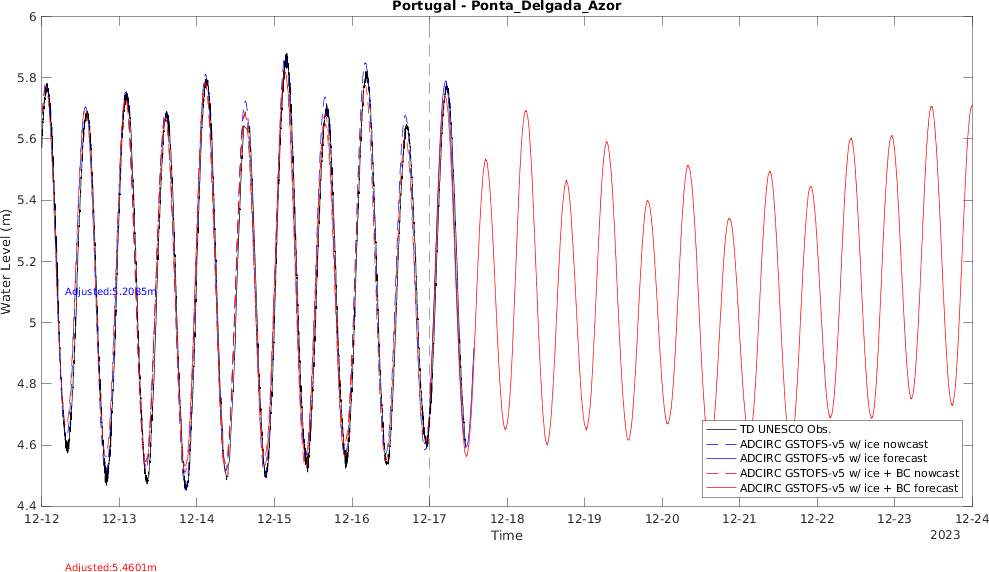 Portugal - Ponta_Delgada_Azor
6
5.8
5.6
5.4
5.2
5
4.8
4.6
4.4
Water Level (m)
Adjusted:5.2085m
TD UNESCO Obs.
ADCIRC GSTOFS-v5 w/ ice nowcast
ADCIRC GSTOFS-v5 w/ ice forecast
ADCIRC GSTOFS-v5 w/ ice + BC nowcast
ADCIRC GSTOFS-v5 w/ ice + BC forecast
12-12 12-13 12-14 12-15 12-16 12-17 12-18 12-19 12-20 12-21 12-22 12-23 12-24
Time
2023
Adjusted:5.4601m